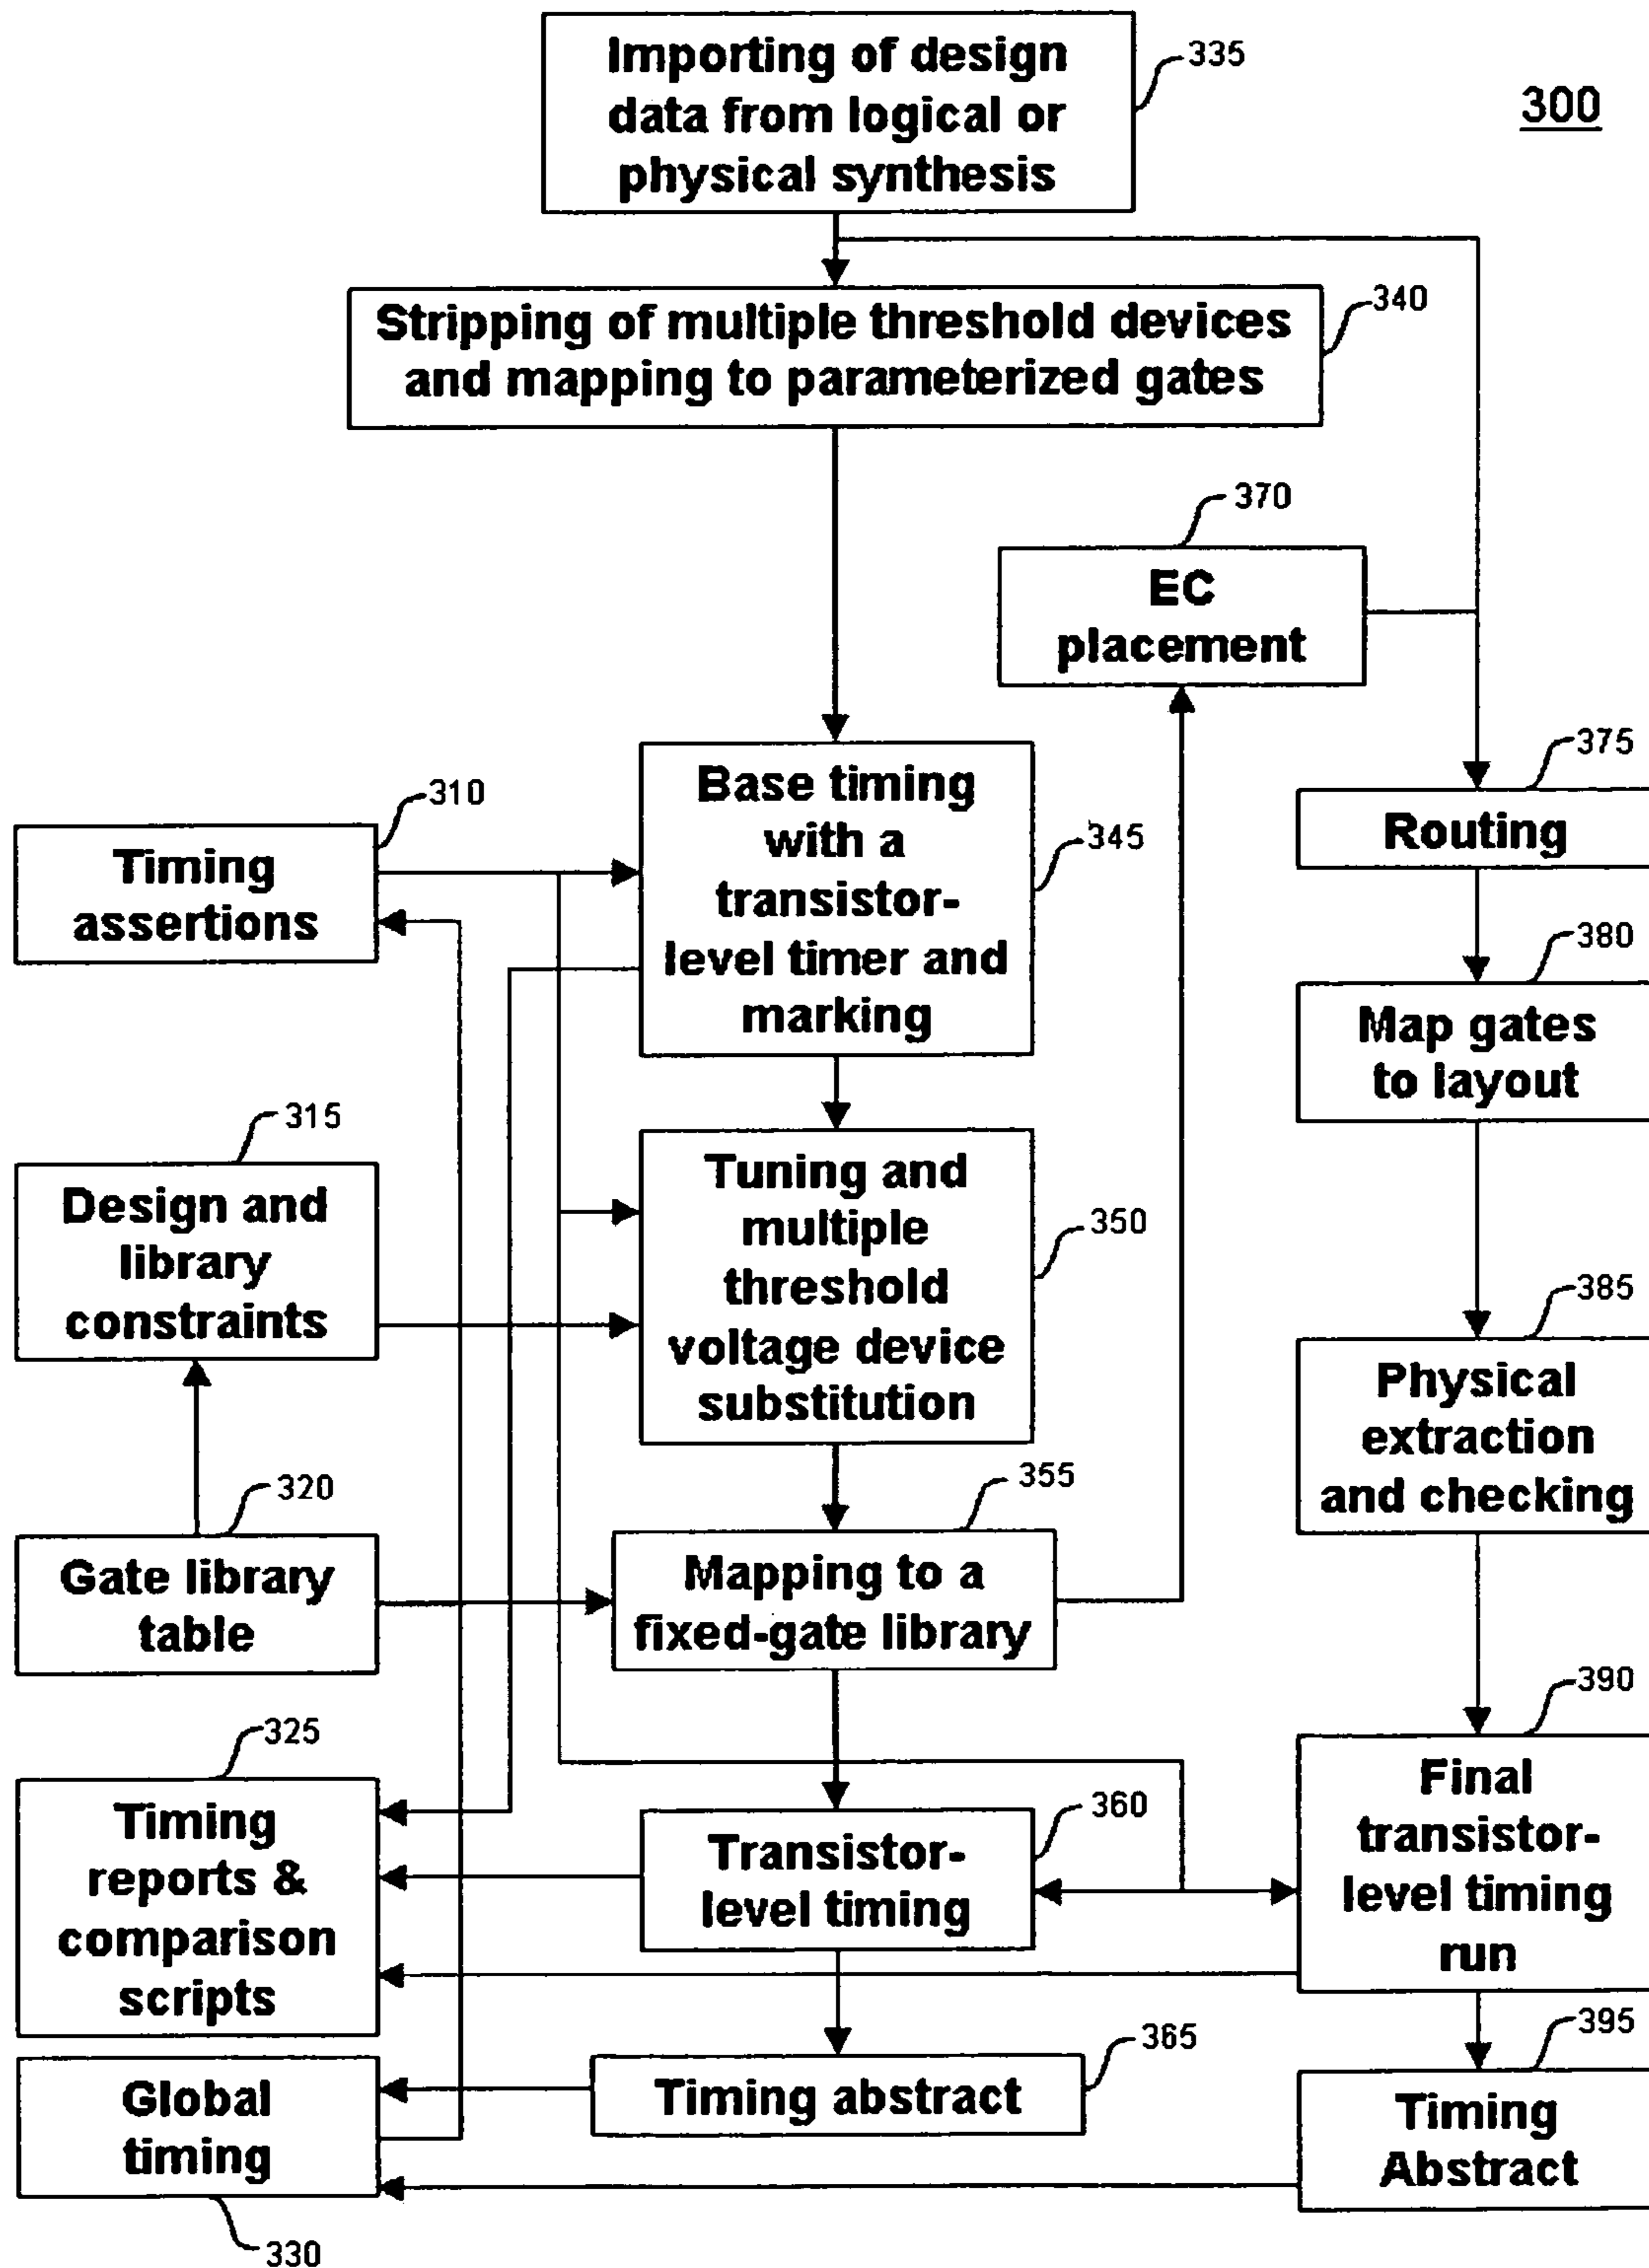 Importing of design
data from logical or
physical synthesis
335
300
Stripping of multiple threshold devices
and mapping to parameterized gates
340
370
EC
placement
375
Routing
310
Timing
assertions
Base timing
with a
transistor-
level timer and
marking
345
380
Map gates
to layout
315
Design and
library
constraints
Tuning and
multiple
threshold
voltage device
substitution
350
385
Physical
extraction
and checking
320
Gate library
table
355
Mapping to a
fixed-gate library
390
Final
transistor-
level timing
run
325
Timing
reports &
comparison
scripts
360
Transistor-
level timing
365
Timing abstract
395
Timing
Abstract
Global
timing
330